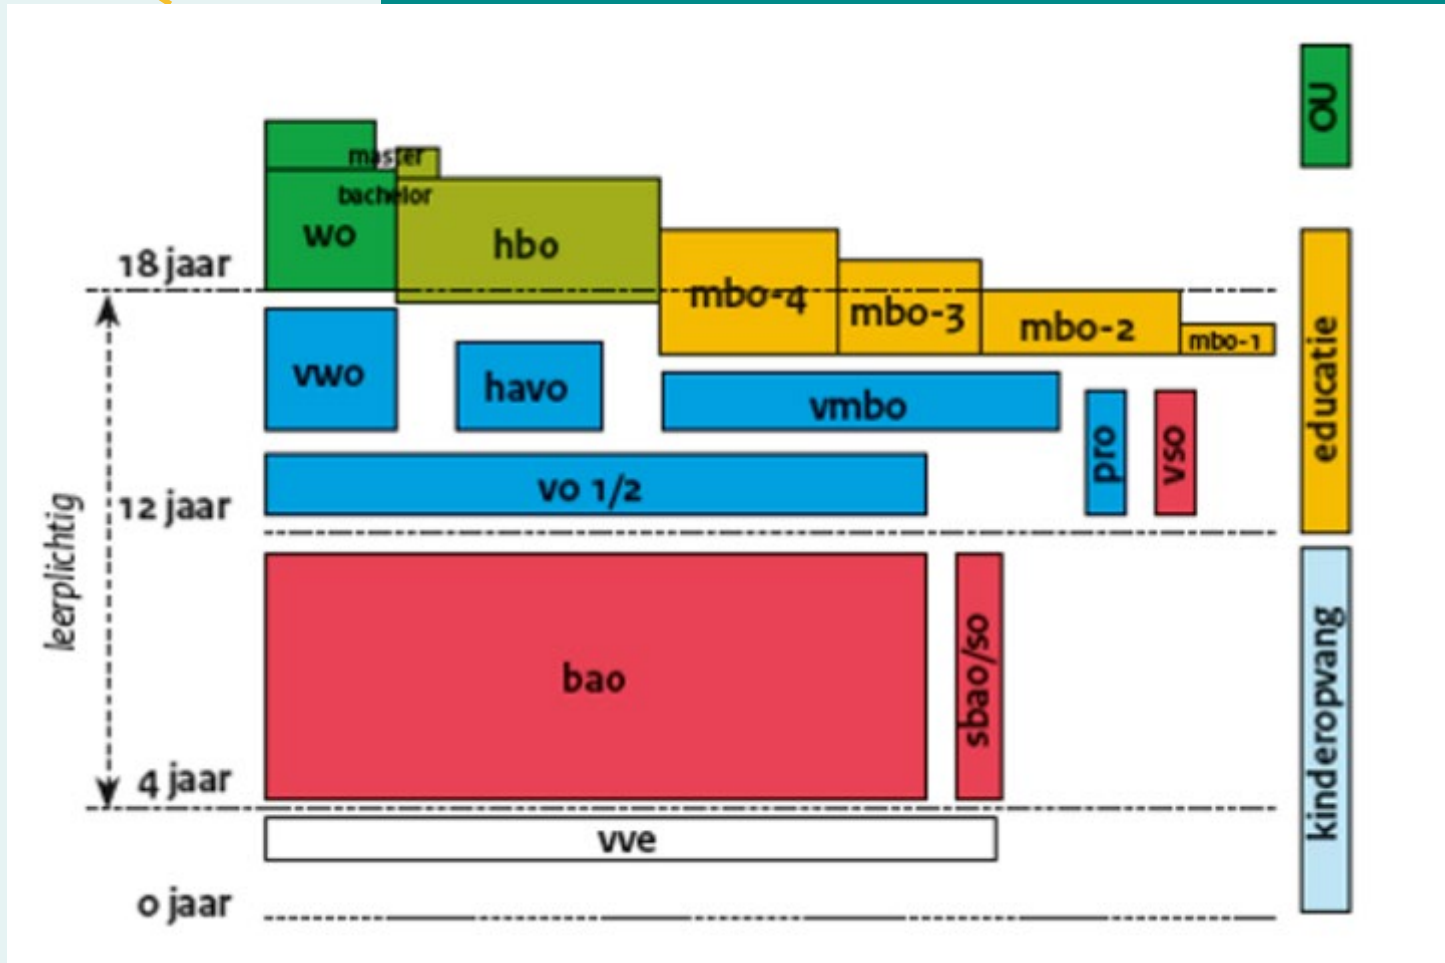 OU
master
bachelor
wo
hbo
18 jaar
mbo-4
mbo-3
mbo-2
mbo-1
vwo
havo
vmbo
pro
vso
educatie
vo 1/2
12 jaar
leerplichtig
bao
sbao/so
kinderopvang
4 jaar
vve
0 jaar